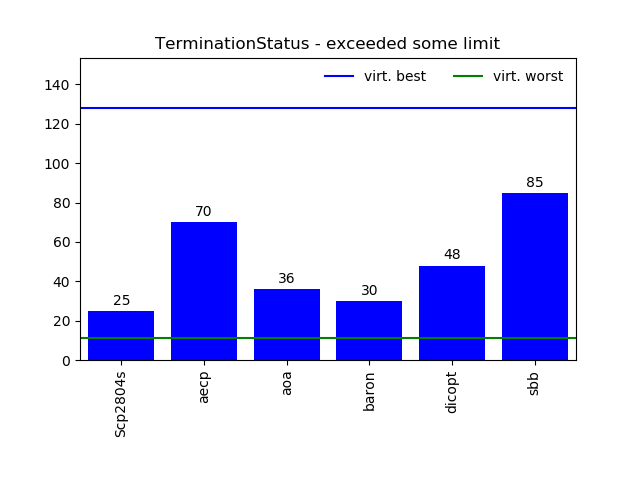 TerminationStatus - exceeded some limit
virt. best
virt. worst
140
120
100
80
60
40
20
0
25
70
36
30
48
85
Scp2804s
aecp
aoa
baron
dicopt
sbb